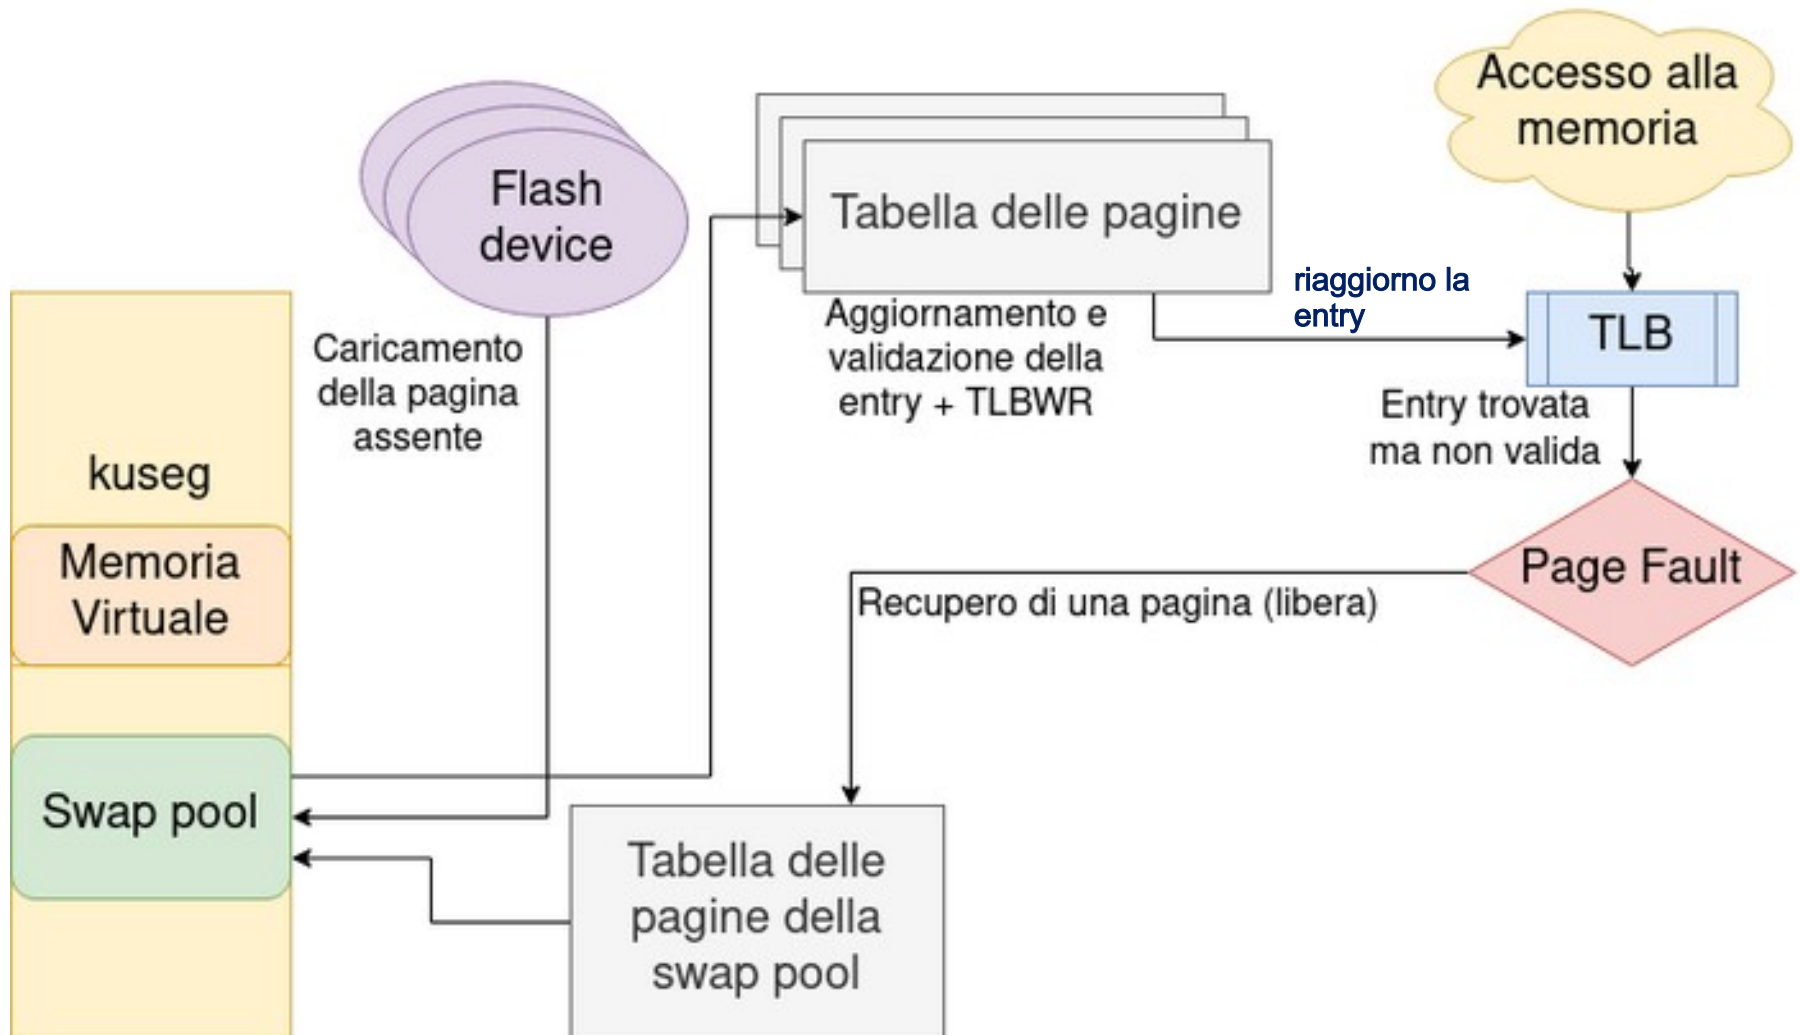 Accesso alla
memoria
Flash
device
Tabella delle pagine
riaggiorno la
entry
Aggiornamento e
validazione della
entry + TLBWR
TLB
Caricamento
della pagina
assente
Entry trovata
ma non valida
kuseg
Memoria
Virtuale
Page Fault
Recupero di una pagina (libera)
Swap pool
Tabella delle
pagine della
swap pool